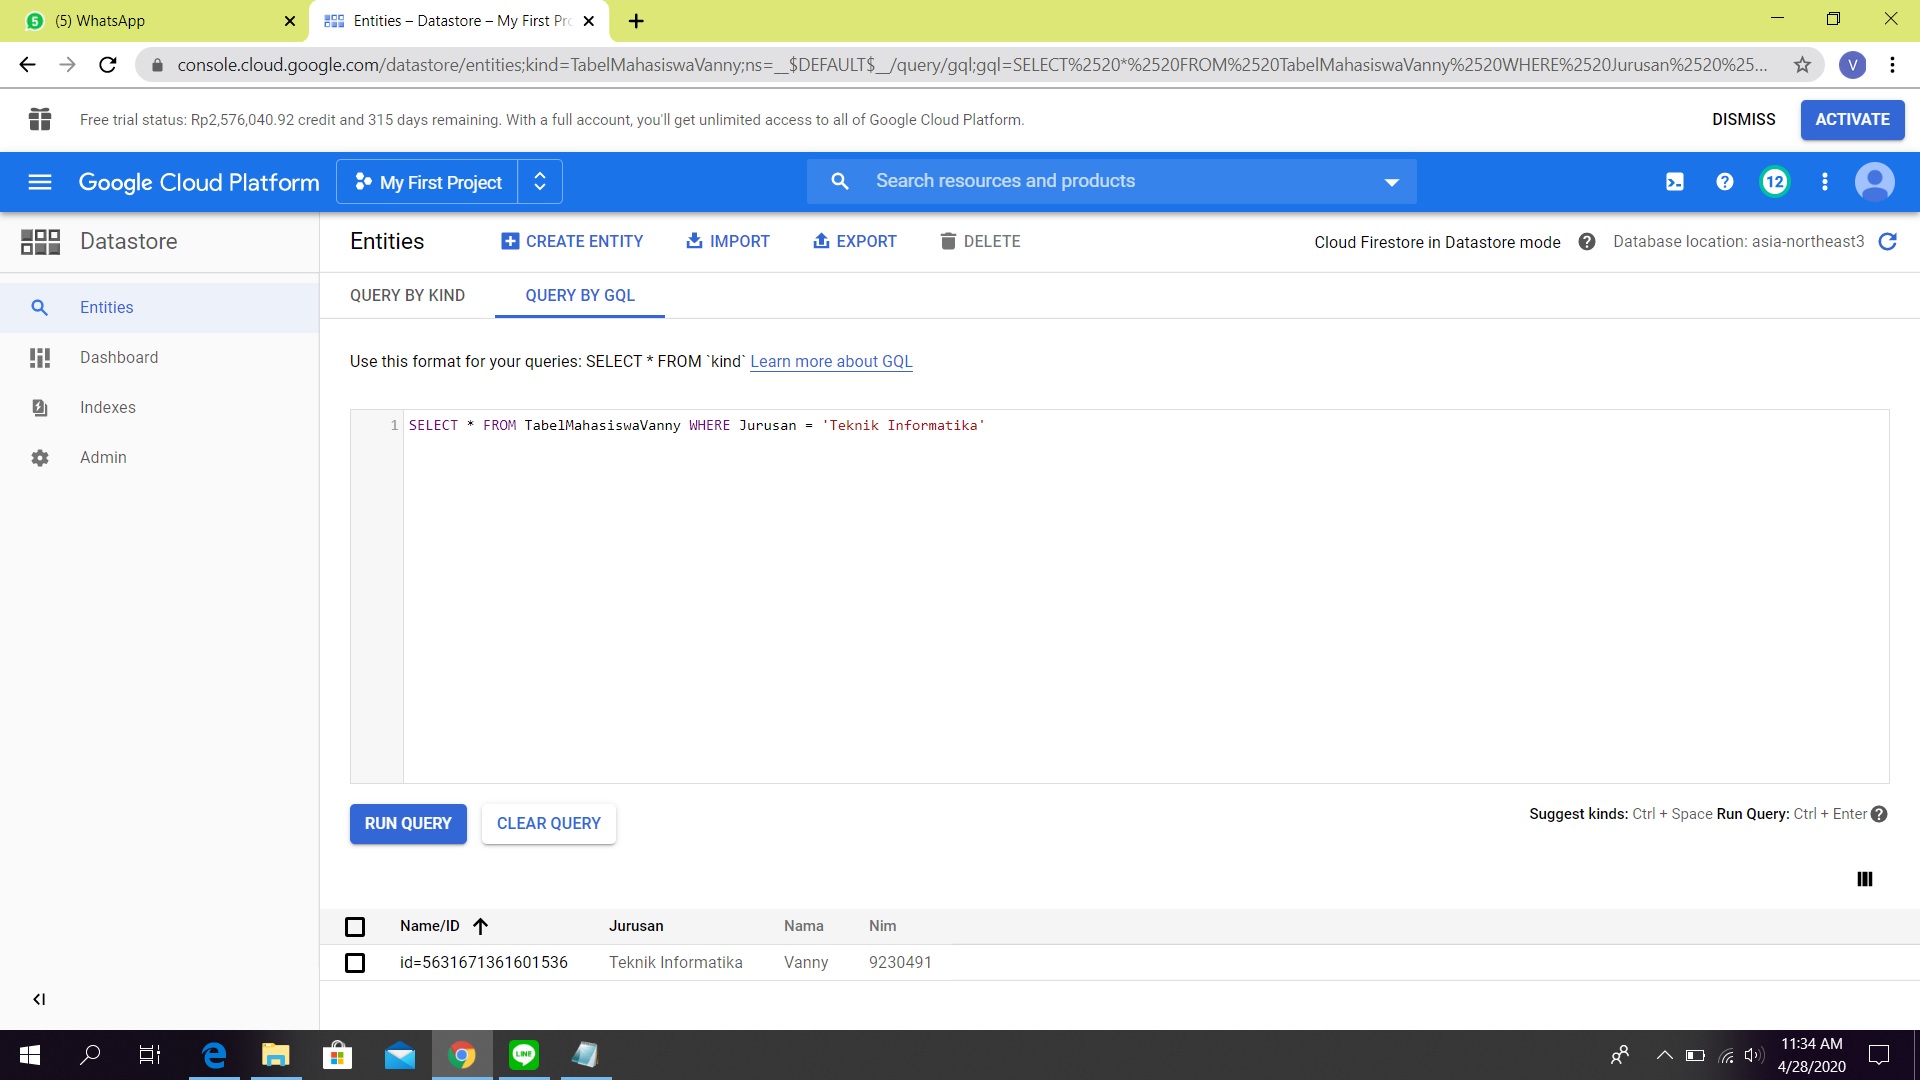 (5) WhatsApp
Entities – Datastore – My First Pro
console.cloud.google.com/datastore/entities;kind=TabelMahasiswaVanny;ns=__$DEFAULT$__/query/gql;gql=SELECT%2520*%2520FROM%2520TabelMahasiswaVanny%2520WHERE%2520Jurusan%2520%25...
V
Free trial status: Rp2,576,040.92 credit and 315 days remaining. With a full account, you'll get unlimited access to all of Google Cloud Platform.
DISMISS
ACTIVATE
Google Cloud Platform
My First Project
Search resources and products
12
Datastore
Entities
CREATE ENTITY
IMPORT
EXPORT
DELETE
Cloud Firestore in Datastore mode
Database location: asia-northeast3
Entities
Dashboard
Indexes
Admin
QUERY BY KIND
QUERY BY GQL
Use this format for your queries: SELECT * FROM `kind` Learn more about GQL
1 SELECT * FROM TabelMahasiswaVanny WHERE Jurusan = 'Teknik Informatika'
RUN QUERY
CLEAR QUERY
Suggest kinds: Ctrl + Space Run Query: Ctrl + Enter
Name/ID Jurusan Nama Nim
id=5631671361601536 Teknik Informatika Vanny 9230491
LINE
11:34 AM
4/28/2020